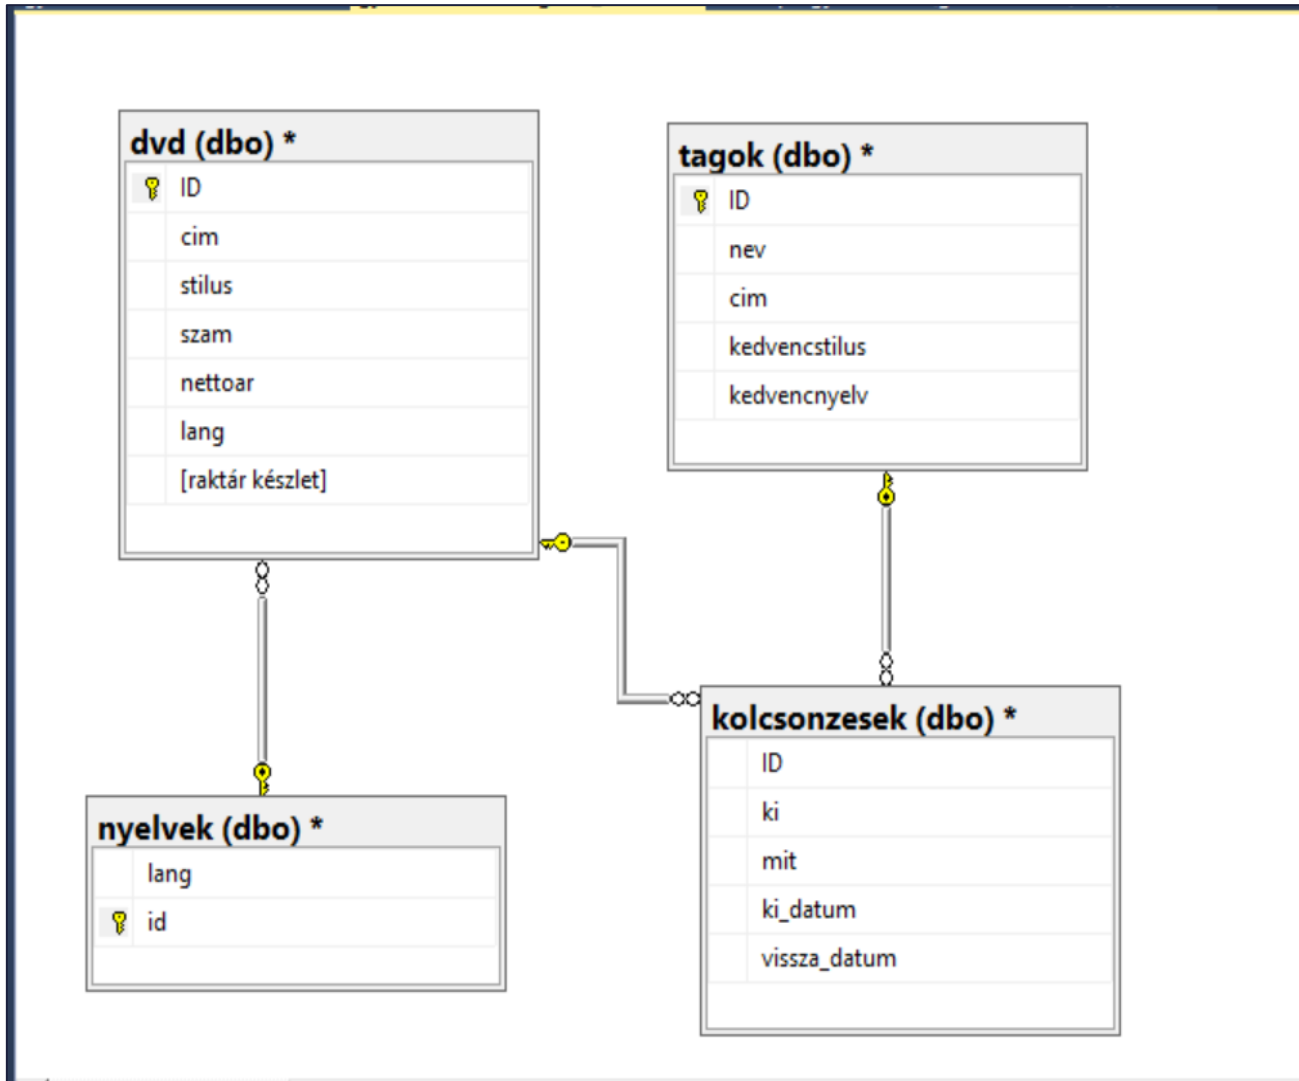 dvd (dbo) *
ID
cim
stilus
szam
nettoar
lang
[raktár készlet]
tagok (dbo) *
ID
nev
cim
kedvencstilus
kedvencnyelv
nyelvek (dbo) *
lang
id
kolcsonzesek (dbo) *
ID
ki
mit
ki_datum
vissza_datum